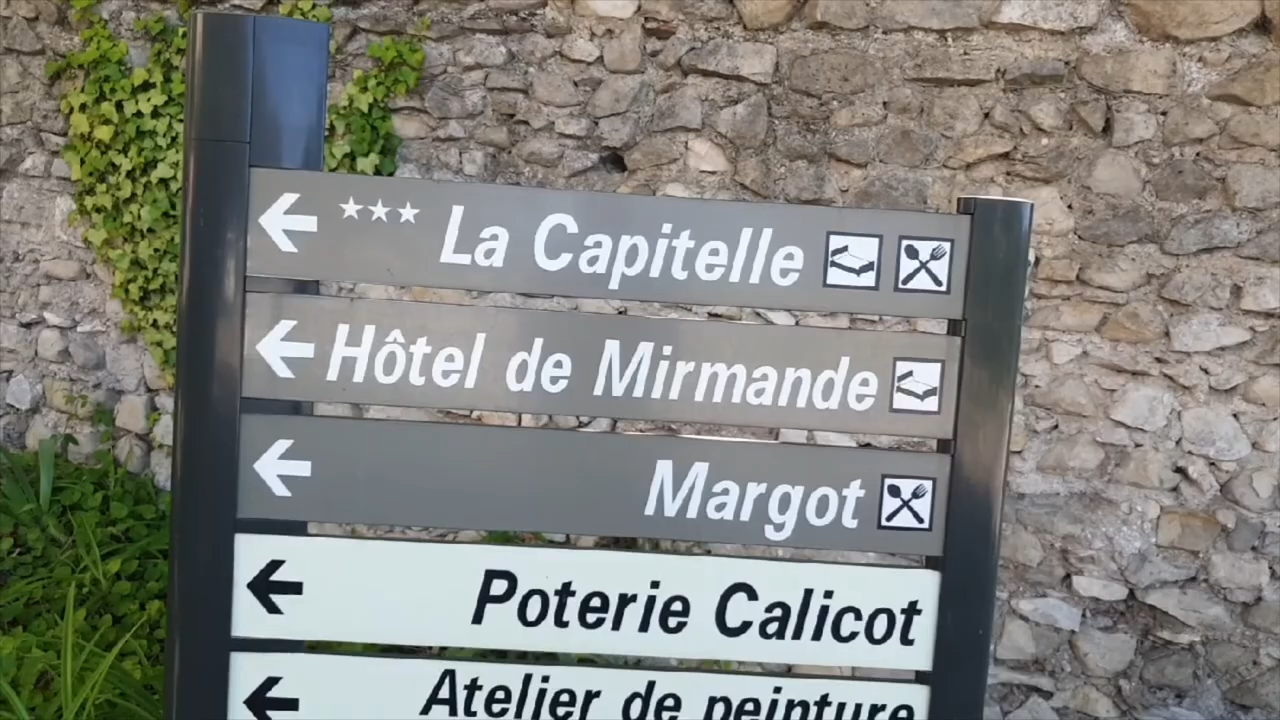 *** La Capitelle
Hôtel de Mirmande
Margot
Poterie Calicot
Atelier de peinture